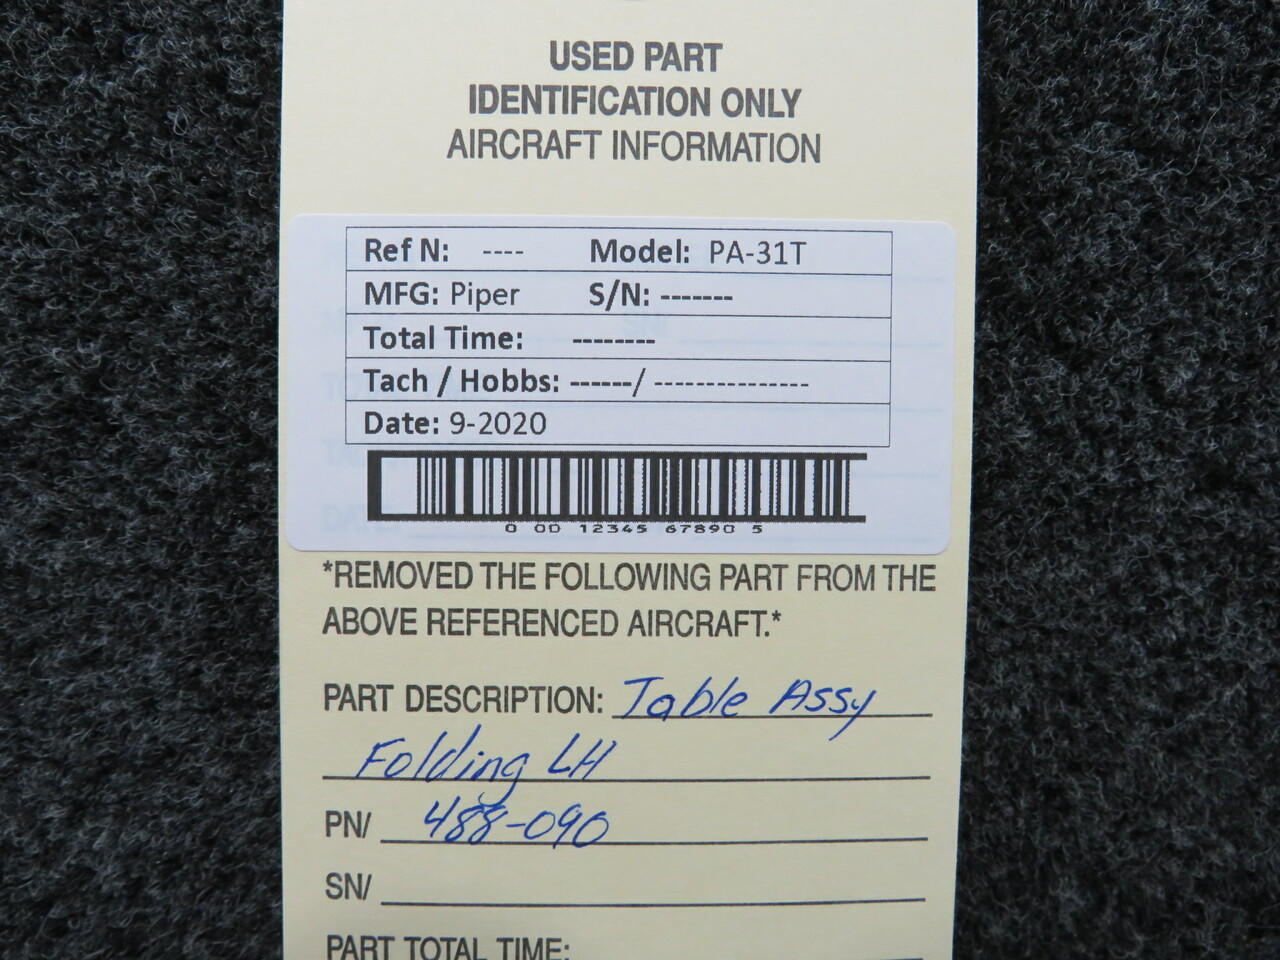 USED PART
IDENTIFICATION ONLY
AIRCRAFT INFORMATION
Ref N: ---- Model: PA-31T
MFG: Piper S/N: -------
Total Time: --------
Tach / Hobbs: ------/ ---------------
Date: 9-2020
0 00 12345 67890 5
*REMOVED THE FOLLOWING PART FROM THE
ABOVE REFERENCED AIRCRAFT.*
PART DESCRIPTION: Table Assy
Folding LH
PN/ 488-090
SN/
PART TOTAL TIME: